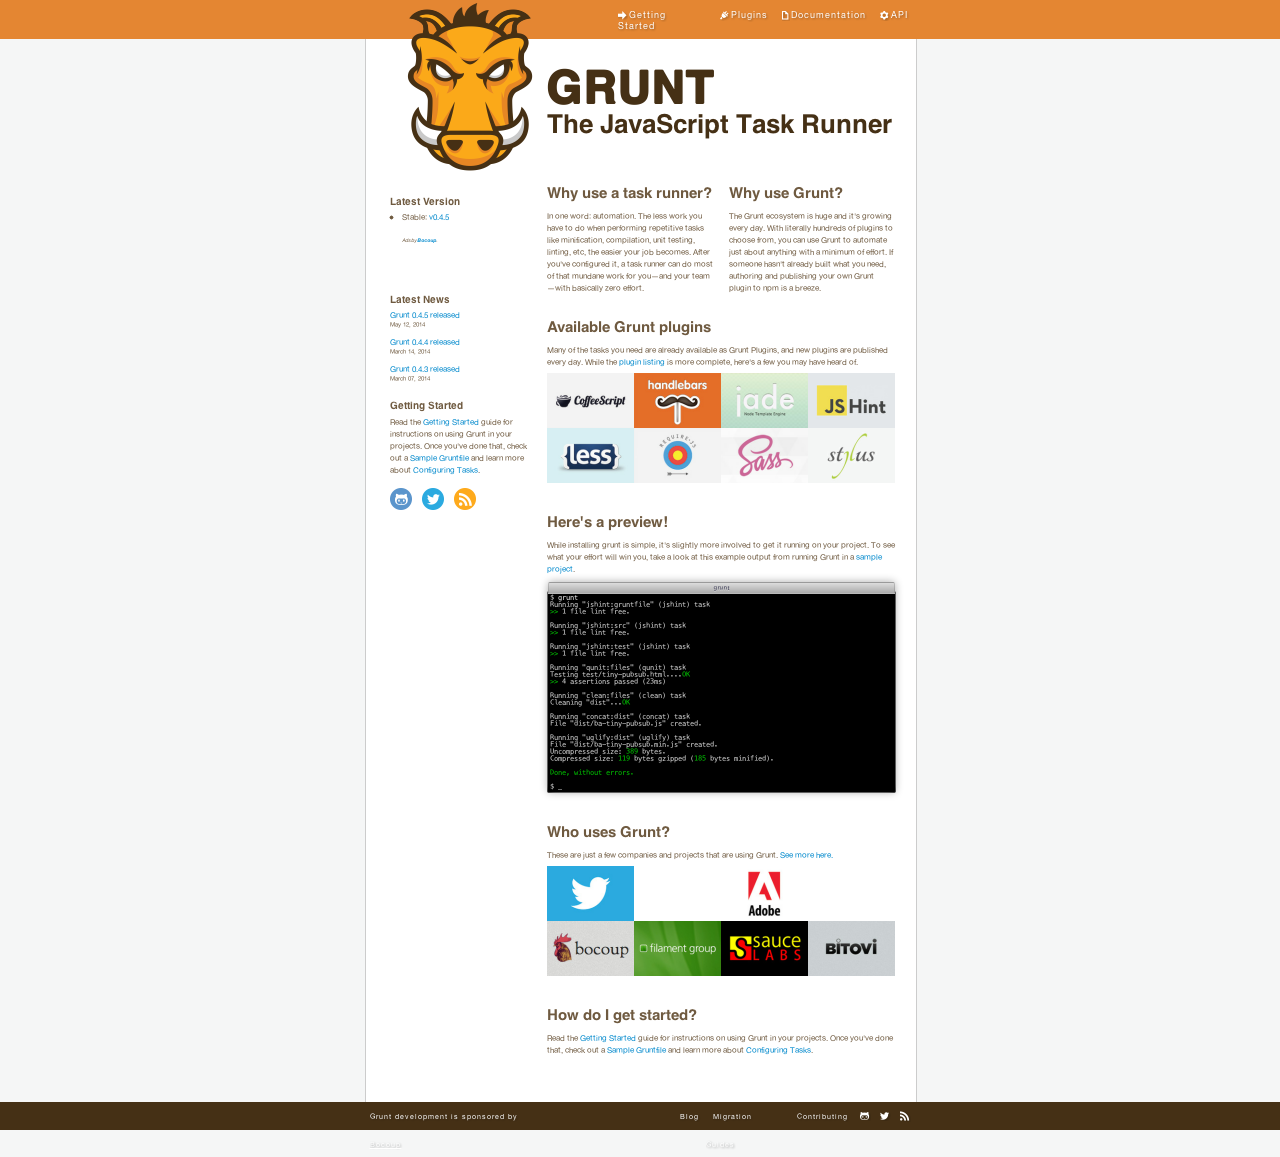 Getting Started
Plugins
Documentation
API
GRUNT
The JavaScript Task Runner
Latest Version
Stable: v0.4.5
Ads by Bocoup.
Latest News
Grunt 0.4.5 released
May 12, 2014
Grunt 0.4.4 released
March 14, 2014
Grunt 0.4.3 released
March 07, 2014
Getting Started
Read the Getting Started guide for
instructions on using Grunt in your
projects. Once you've done that, check
out a Sample Gruntfile and learn more
about Configuring Tasks.
Why use a task runner?
In one word: automation. The less work you
have to do when performing repetitive tasks
like minification, compilation, unit testing,
linting, etc, the easier your job becomes. After
you've configured it, a task runner can do most
of that mundane work for you—and your team
—with basically zero effort.
Why use Grunt?
The Grunt ecosystem is huge and it's growing
every day. With literally hundreds of plugins to
choose from, you can use Grunt to automate
just about anything with a minimum of effort. If
someone hasn't already built what you need,
authoring and publishing your own Grunt
plugin to npm is a breeze.
Available Grunt plugins
Many of the tasks you need are already available as Grunt Plugins, and new plugins are published
every day. While the plugin listing is more complete, here's a few you may have heard of.
CoffeeScript
handlebars
jade
Node Template Engine
JS Hint
{less}
REQUIRE·JS
Sass
stylus
Here's a preview!
While installing grunt is simple, it's slightly more involved to get it running on your project. To see
what your effort will win you, take a look at this example output from running Grunt in a sample
project.
grunt
$ grunt
Running "jshint:gruntfile" (jshint) task
>> 1 file lint free.
Running "jshint:src" (jshint) task
>> 1 file lint free.
Running "jshint:test" (jshint) task
>> 1 file lint free.
Running "qunit:files" (qunit) task
Testing test/tiny-pubsub.html....OK
>> 4 assertions passed (23ms)
Running "clean:files" (clean) task
Cleaning "dist"...OK
Running "concat:dist" (concat) task
File "dist/ba-tiny-pubsub.js" created.
Running "uglify:dist" (uglify) task
File "dist/ba-tiny-pubsub.min.js" created.
Uncompressed size: 389 bytes.
Compressed size: 119 bytes gzipped (185 bytes minified).
Done, without errors.
$ _
Who uses Grunt?
These are just a few companies and projects that are using Grunt. See more here.
Adobe
bocoup
filament group
sauce LABS
BITOVI
How do I get started?
Read the Getting Started guide for instructions on using Grunt in your projects. Once you've done
that, check out a Sample Gruntfile and learn more about Configuring Tasks.
Grunt development is sponsored by
Blog
Migration
Contributing
Bocoup
Guides